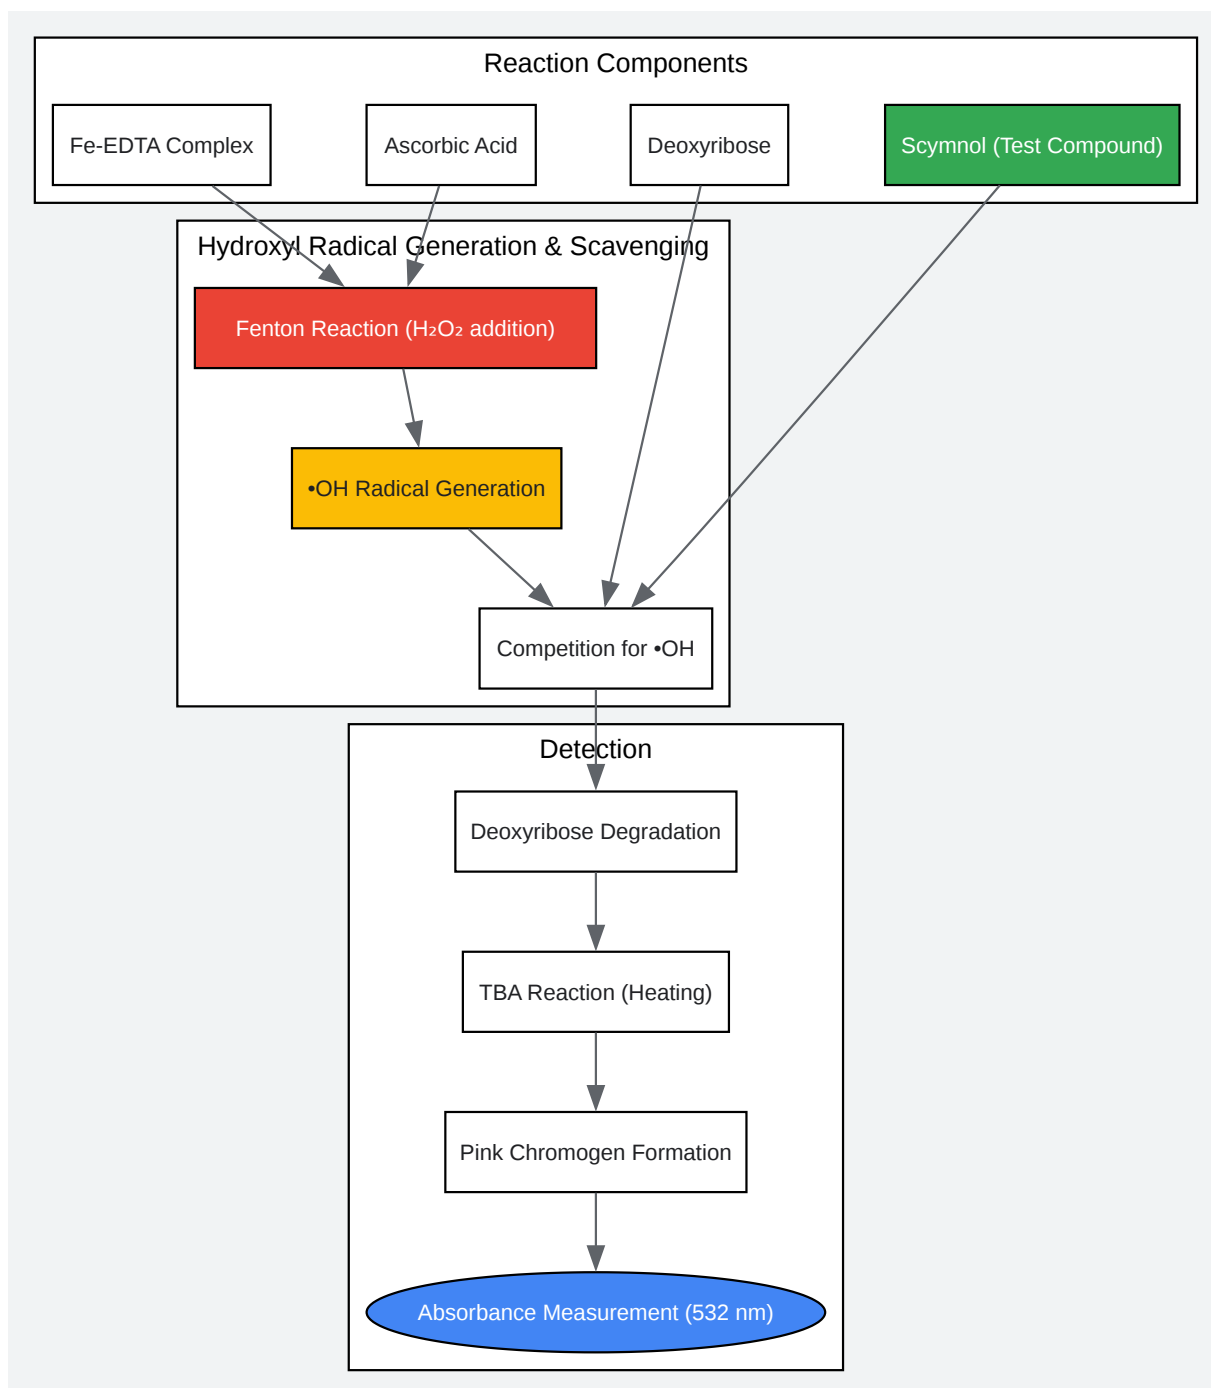 Reaction Components
Fe-EDTA Complex
Ascorbic Acid
Deoxyribose
Scymnol (Test Compound)
Hydroxyl Radical Generation & Scavenging
Fenton Reaction (H₂O₂ addition)
•OH Radical Generation
Competition for •OH
Detection
Deoxyribose Degradation
TBA Reaction (Heating)
Pink Chromogen Formation
Absorbance Measurement (532 nm)